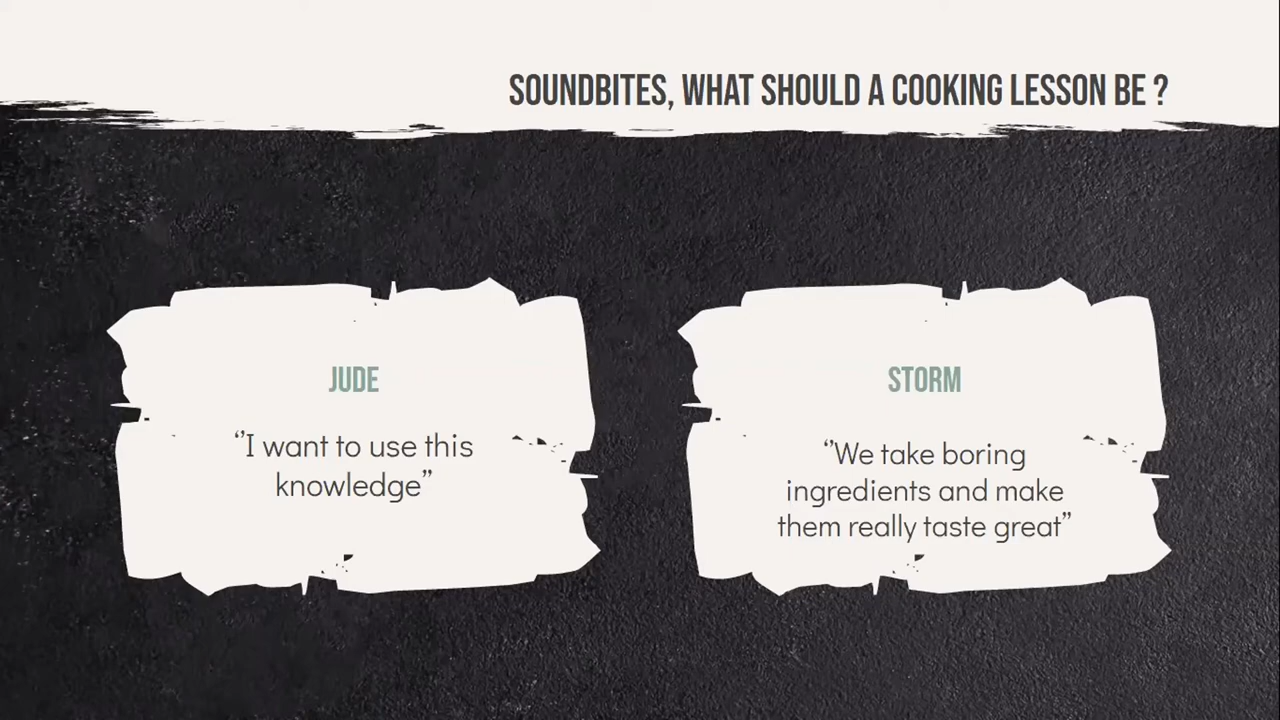 SOUNDBITES, WHAT SHOULD A COOKING LESSON BE ?
JUDE
‘’I want to use this
knowledge”
STORM
‘’We take boring
ingredients and make
them really taste great”